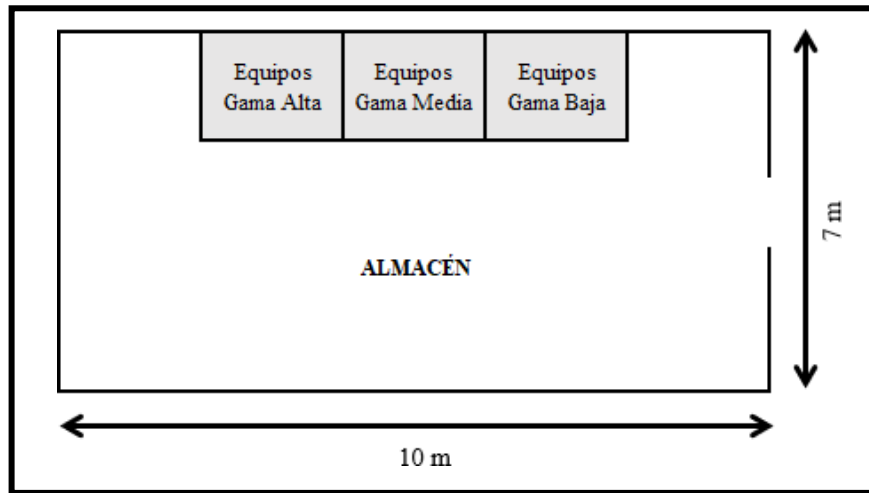 Equipos
Gama Alta
Equipos
Gama Media
Equipos
Gama Baja
ALMACÉN
7 m
10 m